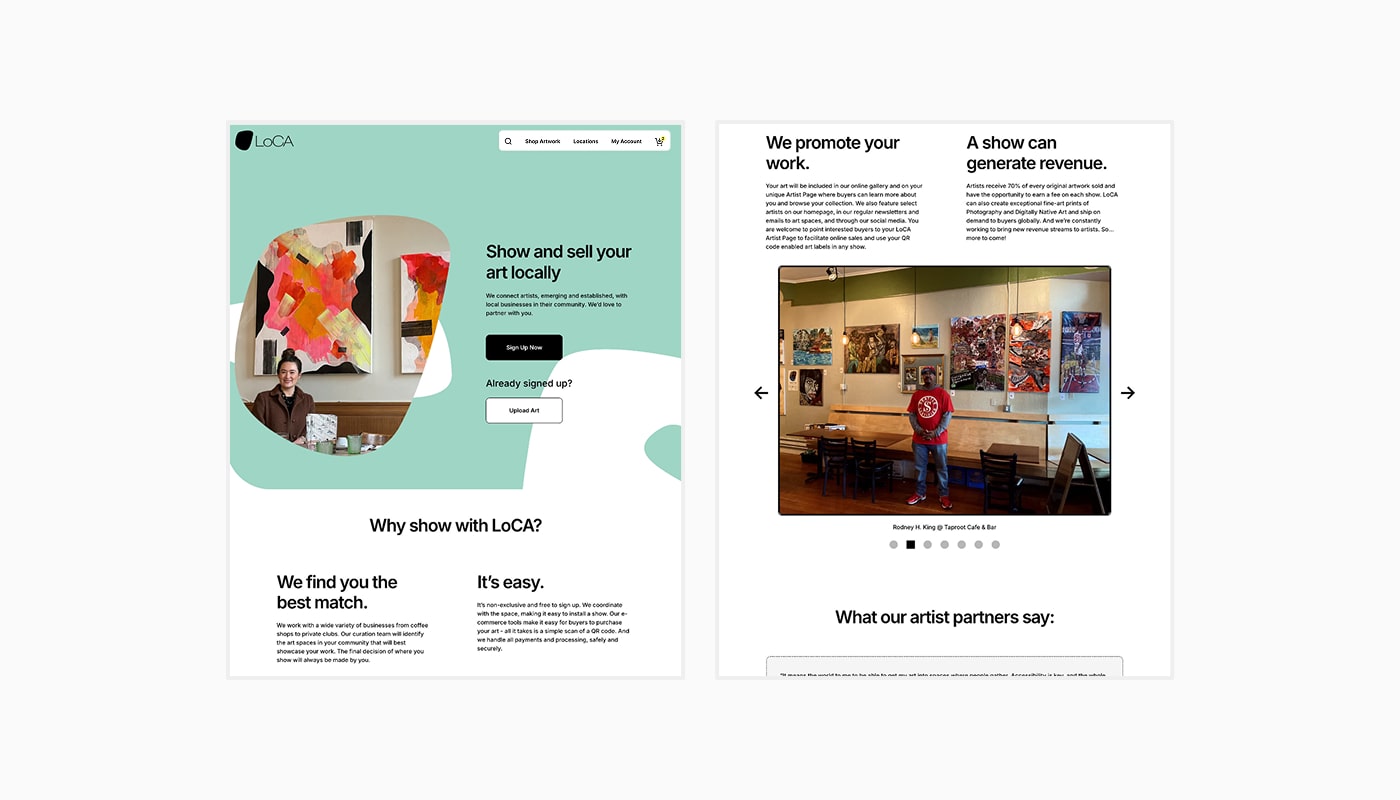 LoCA
Shop Artwork
Locations
My Account
2
Show and sell your
art locally
We connect artists, emerging and established, with
local businesses in their community. We'd love to
partner with you.
Sign Up Now
Already signed up?
Upload Art
Why show with LoCA?
We find you the
best match.
We work with a wide variety of businesses from coffee
shops to private clubs. Our curation team will identify
the art spaces in your community that will best
showcase your work. The final decision of where you
show will always be made by you.
It's easy.
It's non-exclusive and free to sign up. We coordinate
with the space, making it easy to install a show. Our e-
commerce tools make it easy for buyers to purchase
your art - all it takes is a simple scan of a QR code. And
we handle all payments and processing, safely and
securely.
We promote your
work.
Your art will be included in our online gallery and on your
unique Artist Page where buyers can learn more about
you and browse your collection. We also feature select
artists on our homepage, in our regular newsletters and
emails to art spaces, and through our social media. You
are welcome to point interested buyers to your LoCA
Artist Page to facilitate online sales and use your QR
code enabled art labels in any show.
A show can
generate revenue.
Artists receive 70% of every original artwork sold and
have the opportunity to earn a fee on each show. LoCA
can also create exceptional fine-art prints of
Photography and Digitally Native Art and ship on
demand to buyers globally. And we're constantly
working to bring new revenue streams to artists. So...
more to come!
S
Rodney H. King @ Taproot Cafe & Bar
What our artist partners say:
"It means the world to me to be able to get my art into spaces where people gather. Accessibility is key, and the whole